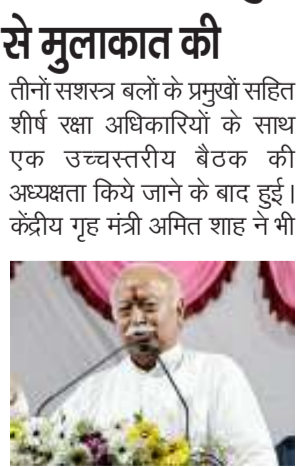 से मुलाकात की
तीनों सशस्त्र बलों के प्रमुखों सहित
शीर्ष रक्षा अधिकारियों के साथ
एक उच्चस्तरीय बैठक की
अध्यक्षता किये जाने के बाद हुई।
केंद्रीय गृह मंत्री अमित शाह ने भी